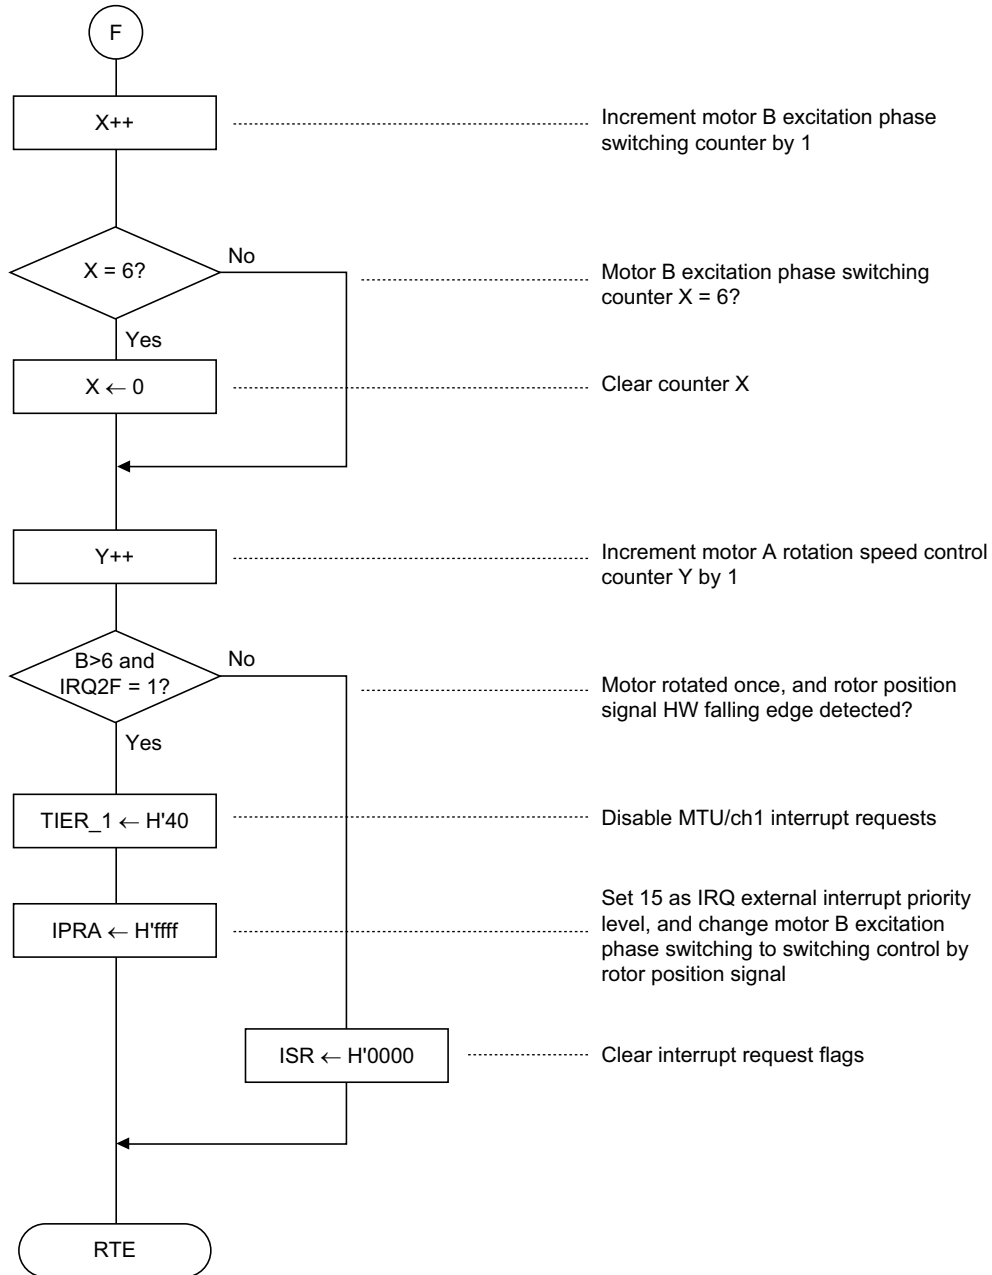 F
X++
Increment motor B excitation phase
switching counter by 1
X = 6?
No
Motor B excitation phase switching
counter X = 6?
Yes
X ← 0
Clear counter X
Y++
Increment motor A rotation speed control
counter Y by 1
B>6 and
IRQ2F = 1?
No
Motor rotated once, and rotor position
signal HW falling edge detected?
Yes
TIER_1 ← H'40
Disable MTU/ch1 interrupt requests
IPRA ← H'ffff
Set 15 as IRQ external interrupt priority
level, and change motor B excitation
phase switching to switching control by
rotor position signal
ISR ← H'0000
Clear interrupt request flags
RTE